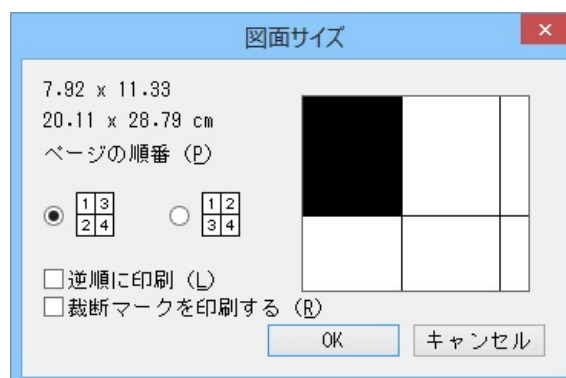 図面サイズ
7.92 x 11.33
20.11 x 28.79 cm
ページの順番 (P)
1 3
2 4
1 2
3 4
逆順に印刷 (L)
裁断マークを印刷する (R)
OK
キャンセル